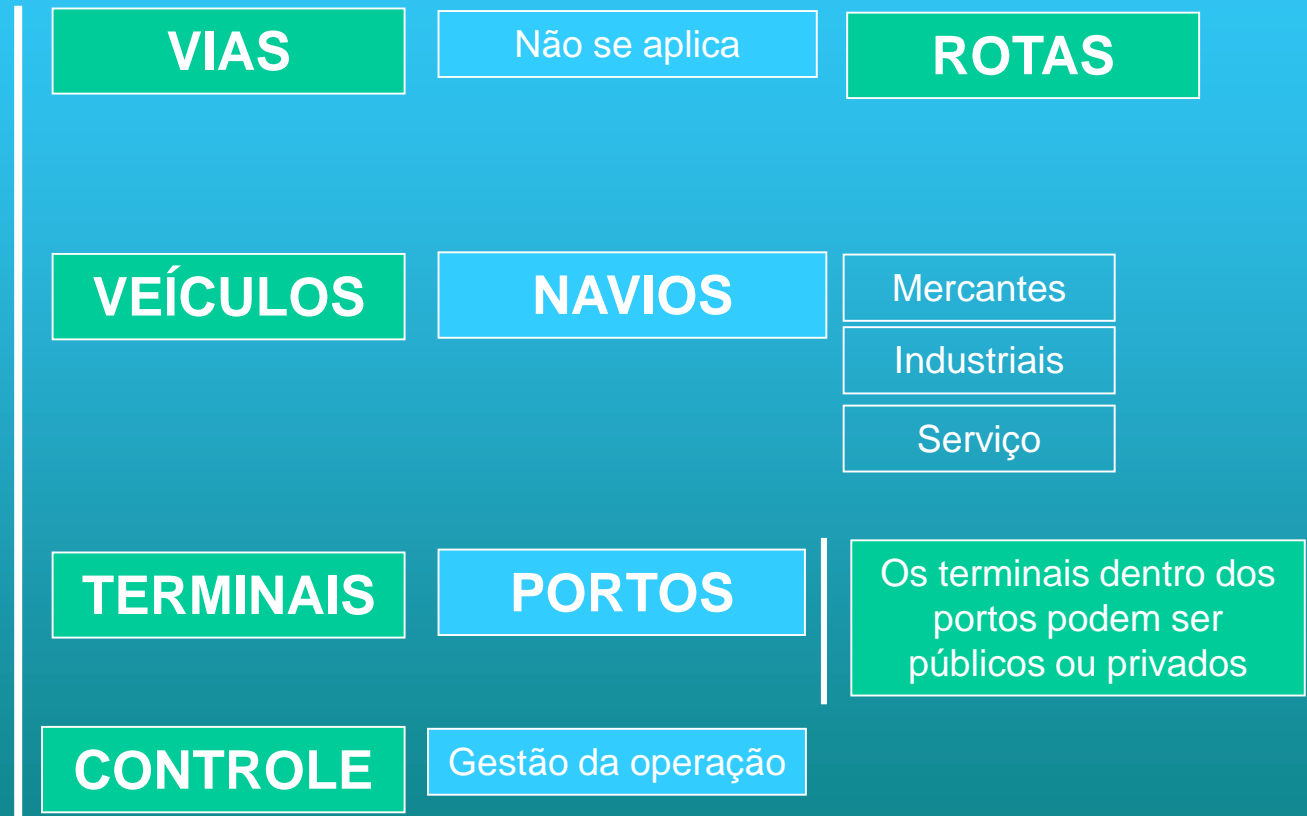 VIAS
Não se aplica
ROTAS
VEÍCULOS
NAVIOS
Mercantes
Industriais
Serviço
TERMINAIS
PORTOS
Os terminais dentro dos
portos podem ser
públicos ou privados
CONTROLE
Gestão da operação